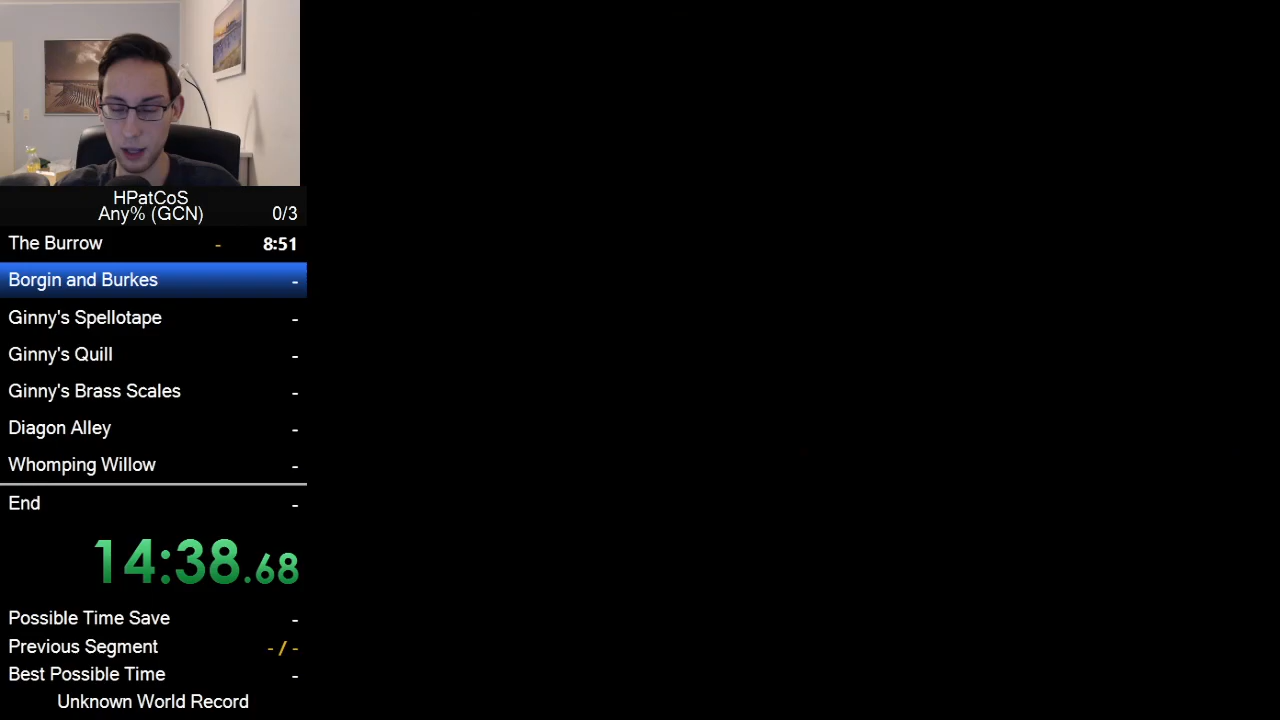 HPatCoS
Any% (GCN) 0/3
The Burrow - 8:51
Borgin and Burkes -
Ginny's Spellotape -
Ginny's Quill -
Ginny's Brass Scales -
Diagon Alley -
Whomping Willow -
End -
14:38.68
Possible Time Save -
Previous Segment - / -
Best Possible Time -
Unknown World Record